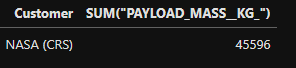 Customer SUM("PAYLOAD_MASS__KG_")
NASA (CRS) 45596